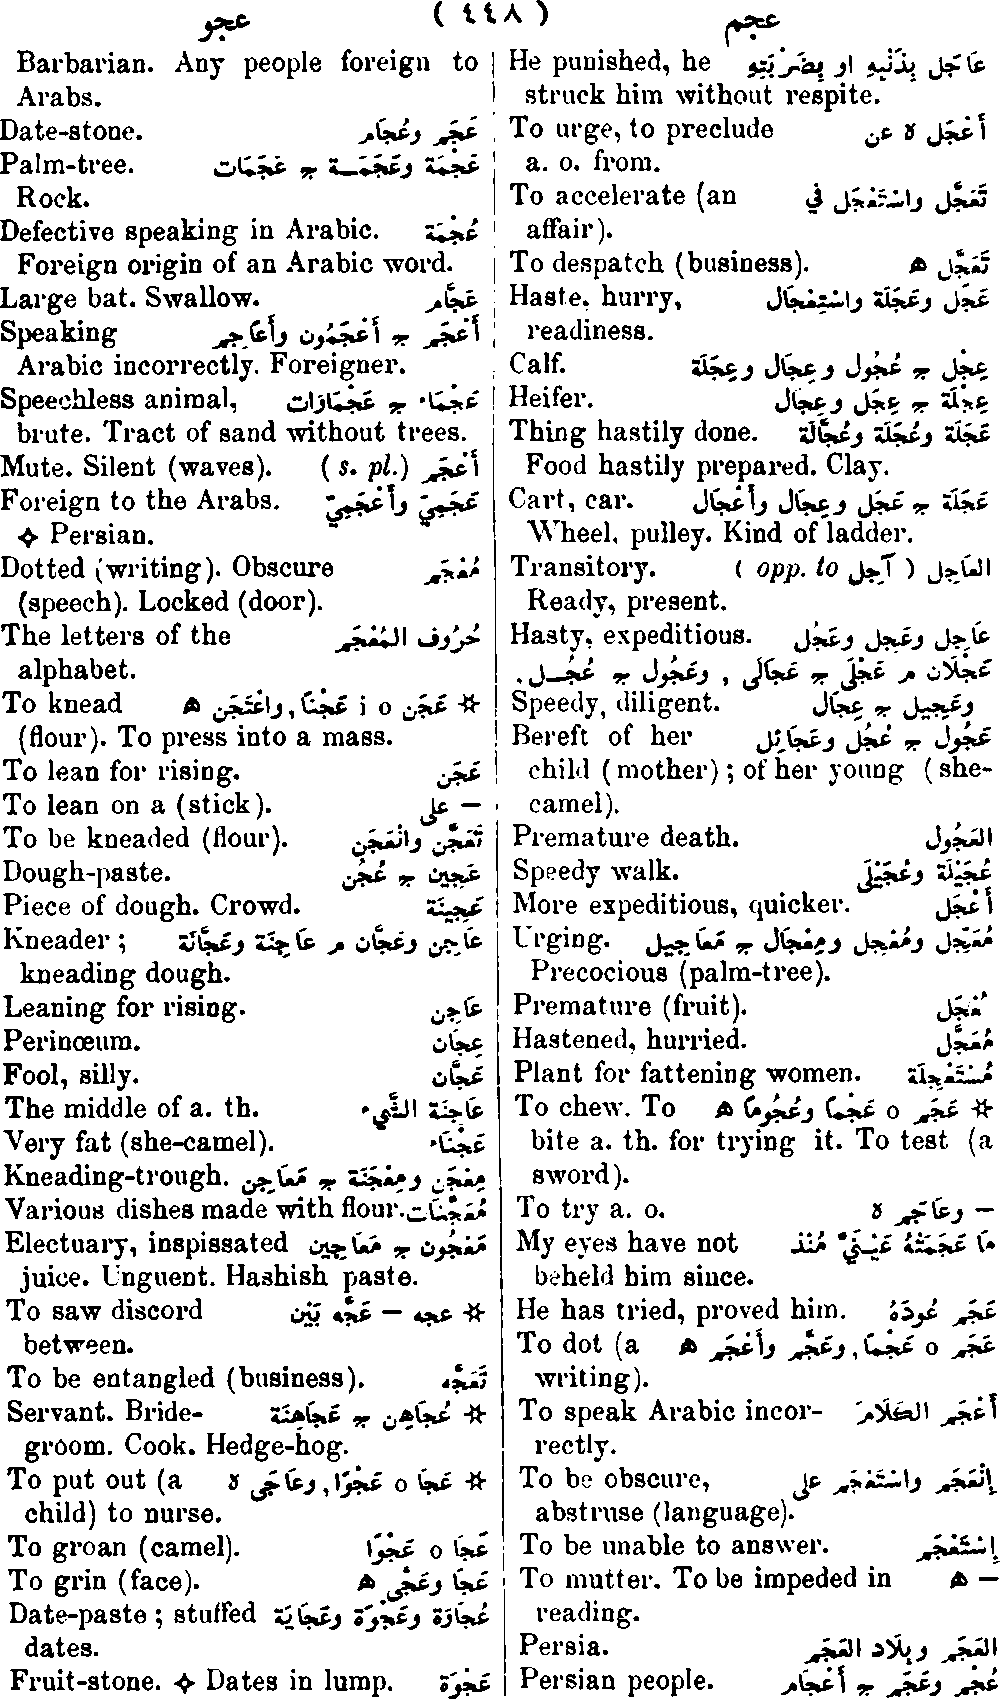 عجم ( ٤٤٨ ) عجو
He punished, he عَاجَل بِذَنْبِهِ او بِضَرْبَتِهِ
struck him without respite.
To urge, to preclude أَعْجَل ه عن
a. o. from.
To accelerate (an تَعَجَّل واسْتَعْجَل في
affair).
To despatch (business). تَعَجَّل ه
Haste, hurry, عَجَل وعَجَلَة واسْتِعْجَال
readiness.
Calf. عِجْل ج عُجُول وعِجَال وعِجَلَة
Heifer. عِجْلَة ج عِجَل وعِجَال
Thing hastily done. عَجَلَة وعُجْلَة وعُجَّالَة
Food hastily prepared. Clay.
Cart, car. عَجَلَة ج عَجَل وعِجَال وأَعْجَال
Wheel, pulley. Kind of ladder.
Transitory. العَاجِل ( opp. to آجِل )
Ready, present.
Hasty, expeditious. عَاجِل وعَجِل وعَجُل
عَجْلَان م عَجْلَى ج عَجَالَى , وعَجُول ج عُجُل.
Speedy, diligent. وعَجِيل ج عِجَال
Bereft of her عَجُول ج عُجُل وعَجَائِل
child (mother) ; of her young (she-
camel).
Premature death. العَجُول
Speedy walk. عُجَيْلَة وعُجَيْلَى
More expeditious, quicker. أَعْجَل
Urging. مُعَجِّل ومُعْجِل ومِعْجَال ج مَعَاجِيل
Precocious (palm-tree).
Premature (fruit). مُعْجَل
Hastened, hurried. مُعَجَّل
Plant for fattening women. مُسْتَعْجِلَة
To chew. To ✩ عَجَم o عَجْمًا وعُجُومًا ه
bite a. th. for trying it. To test (a
sword).
To try a. o. — وعَاجَم ه
My eyes have not مَا عَجَمَتْهُ عَيْنِيّ مُنْذ
beheld him since.
He has tried, proved him. عَجَم عُودَهُ
To dot (a عَجَم o عَجْمًا, وعَجَّم وأَعْجَم ه
writing).
To speak Arabic incor- أَعْجَم الكَلَامَ
rectly.
To be obscure, إِنْعَجَم واسْتَعْجَم على
abstruse (language).
To be unable to answer. إِسْتَعْجَم
To mutter. To be impeded in — ه
reading.
Persia. العَجَم وبِلَاد العَجَم
Persian people. عُجْم وعَجَم ج أَعْجَام
Barbarian. Any people foreign to
Arabs.
Date-stone. عَجَم وعُجَام
Palm-tree. عَجْمَة وعَجَمَة ج عَجَمَات
Rock.
Defective speaking in Arabic. عُجْمَة
Foreign origin of an Arabic word.
Large bat. Swallow. عَجَّام
Speaking أَعْجَم ج أَعْجَمُون وأَعَاجِم
Arabic incorrectly. Foreigner.
Speechless animal, عَجْمَاء ج عَجْمَاوَات
brute. Tract of sand without trees.
Mute. Silent (waves). (s. pl.) أَعْجَم
Foreign to the Arabs. عَجَمِيّ وأَعْجَمِيّ
✧ Persian.
Dotted (writing). Obscure مُعْجَم
(speech). Locked (door).
The letters of the حُرُوف المُعْجَم
alphabet.
To knead ✩ عَجَن i o عَجْنًا, واعْتَجَن ه
(flour). To press into a mass.
To lean for rising. عَجَن
To lean on a (stick). — على
To be kneaded (flour). تَعَجَّن وانْعَجَن
Dough-paste. عَجِين ج عُجُن
Piece of dough. Crowd. عَجِينَة
Kneader ; عَاجِن وعَجَّان م عَاجِنَة وعَجَّانَة
kneading dough.
Leaning for rising. عَاجِن
Perinœum. عِجَان
Fool, silly. عَجَّان
The middle of a. th. عَاجِنَة الشَّيْء
Very fat (she-camel). عَجْنَاء
Kneading-trough. مِعْجَن ومِعْجَنَة ج مَعَاجِن
Various dishes made with flour. مُعَجَّنَات
Electuary, inspissated مَعْجُون ج مَعَاجِين
juice. Unguent. Hashish paste.
To saw discord ✩ عجه — عَجَّه بَيْن
between.
To be entangled (business). تَعَجَّه
Servant. Bride- ✩ عُجَاهِن ج عَجَاهِنَة
groom. Cook. Hedge-hog.
To put out (a ✩ عَجَا o عَجْوًا, وعَاجَى ه
child) to nurse.
To groan (camel). عَجَا o عَجْوًا
To grin (face). عَجَا وعَجَّى ه
Date-paste ; stuffed عُجَاوَة وعَجْوَة وعَجَايَة
dates.
Fruit-stone. ✧ Dates in lump. عَجْوَة